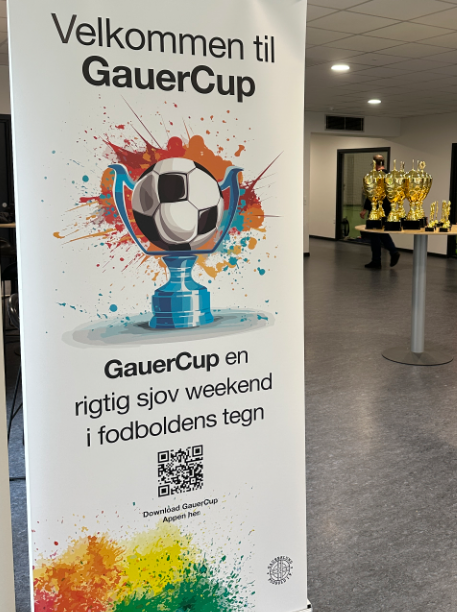 Velkommen til
GauerCup
GauerCup en
rigtig sjov weekend
i fodboldens tegn
Download GauerCup
Appen her